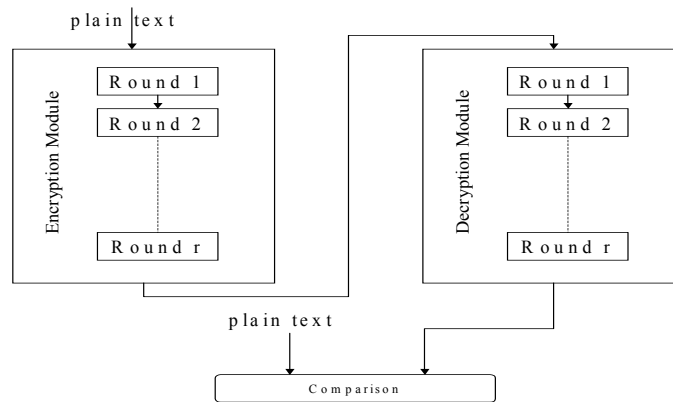 plain text
Encryption Module
Round 1
Round 2
Round r
Decryption Module
Round 1
Round 2
Round r
plain text
Comparison